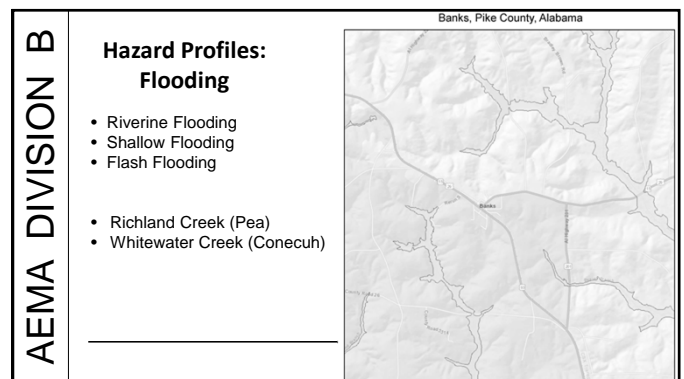 AEMA DIVISION B
Hazard Profiles:
Flooding
• Riverine Flooding
• Shallow Flooding
• Flash Flooding
• Richland Creek (Pea)
• Whitewater Creek (Conecuh)
Banks, Pike County, Alabama
Banks